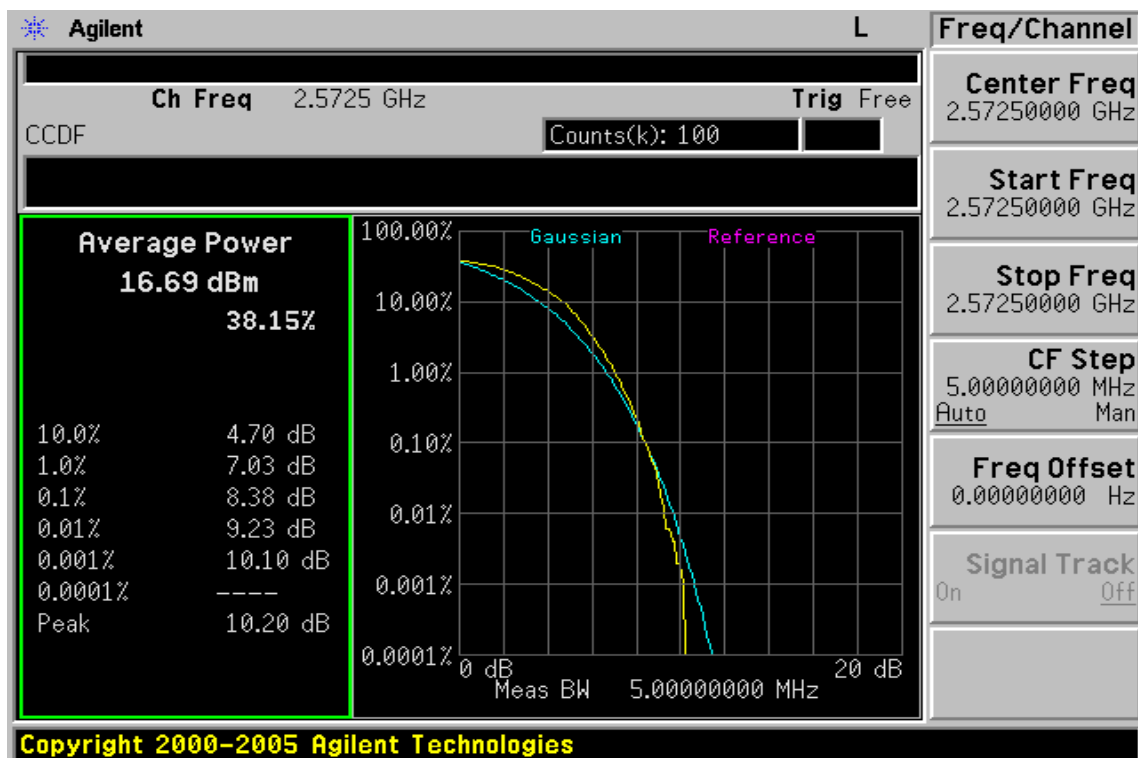 Agilent L
Ch Freq 2.5725 GHz Trig Free
CCDF
Counts(k): 100
Average Power
16.69 dBm
38.15%
10.0% 4.70 dB
1.0% 7.03 dB
0.1% 8.38 dB
0.01% 9.23 dB
0.001% 10.10 dB
0.0001% ----
Peak 10.20 dB
Gaussian Reference
100.00%
10.00%
1.00%
0.10%
0.01%
0.001%
0.0001%
0 dB 20 dB
Meas BW 5.00000000 MHz
Freq/Channel
Center Freq
2.57250000 GHz
Start Freq
2.57250000 GHz
Stop Freq
2.57250000 GHz
CF Step
5.00000000 MHz
Auto Man
Freq Offset
0.00000000 Hz
Signal Track
On Off
Copyright 2000-2005 Agilent Technologies